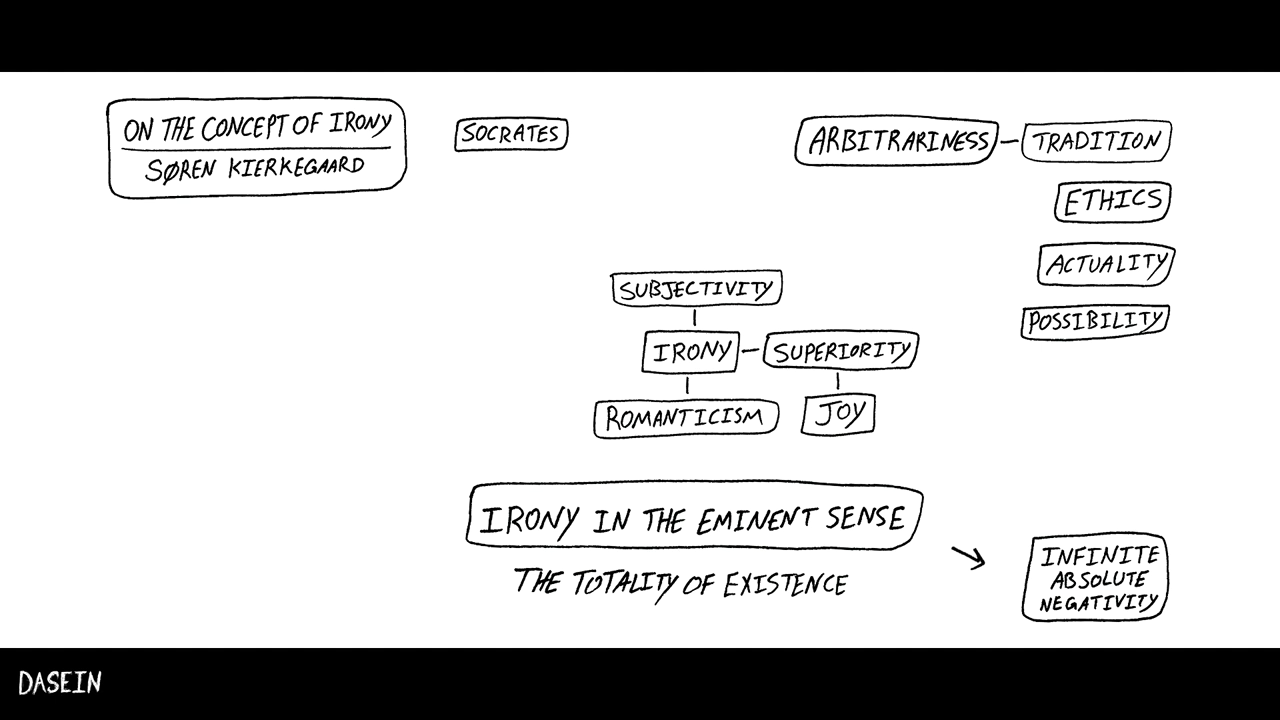 ON THE CONCEPT OF IRONY
SØREN KIERKEGAARD
SOCRATES
ARBITRARINESS
TRADITION
ETHICS
ACTUALITY
POSSIBILITY
SUBJECTIVITY
IRONY
SUPERIORITY
ROMANTICISM
JOY
IRONY IN THE EMINENT SENSE
THE TOTALITY OF EXISTENCE
INFINITE
ABSOLUTE
NEGATIVITY
DASEIN